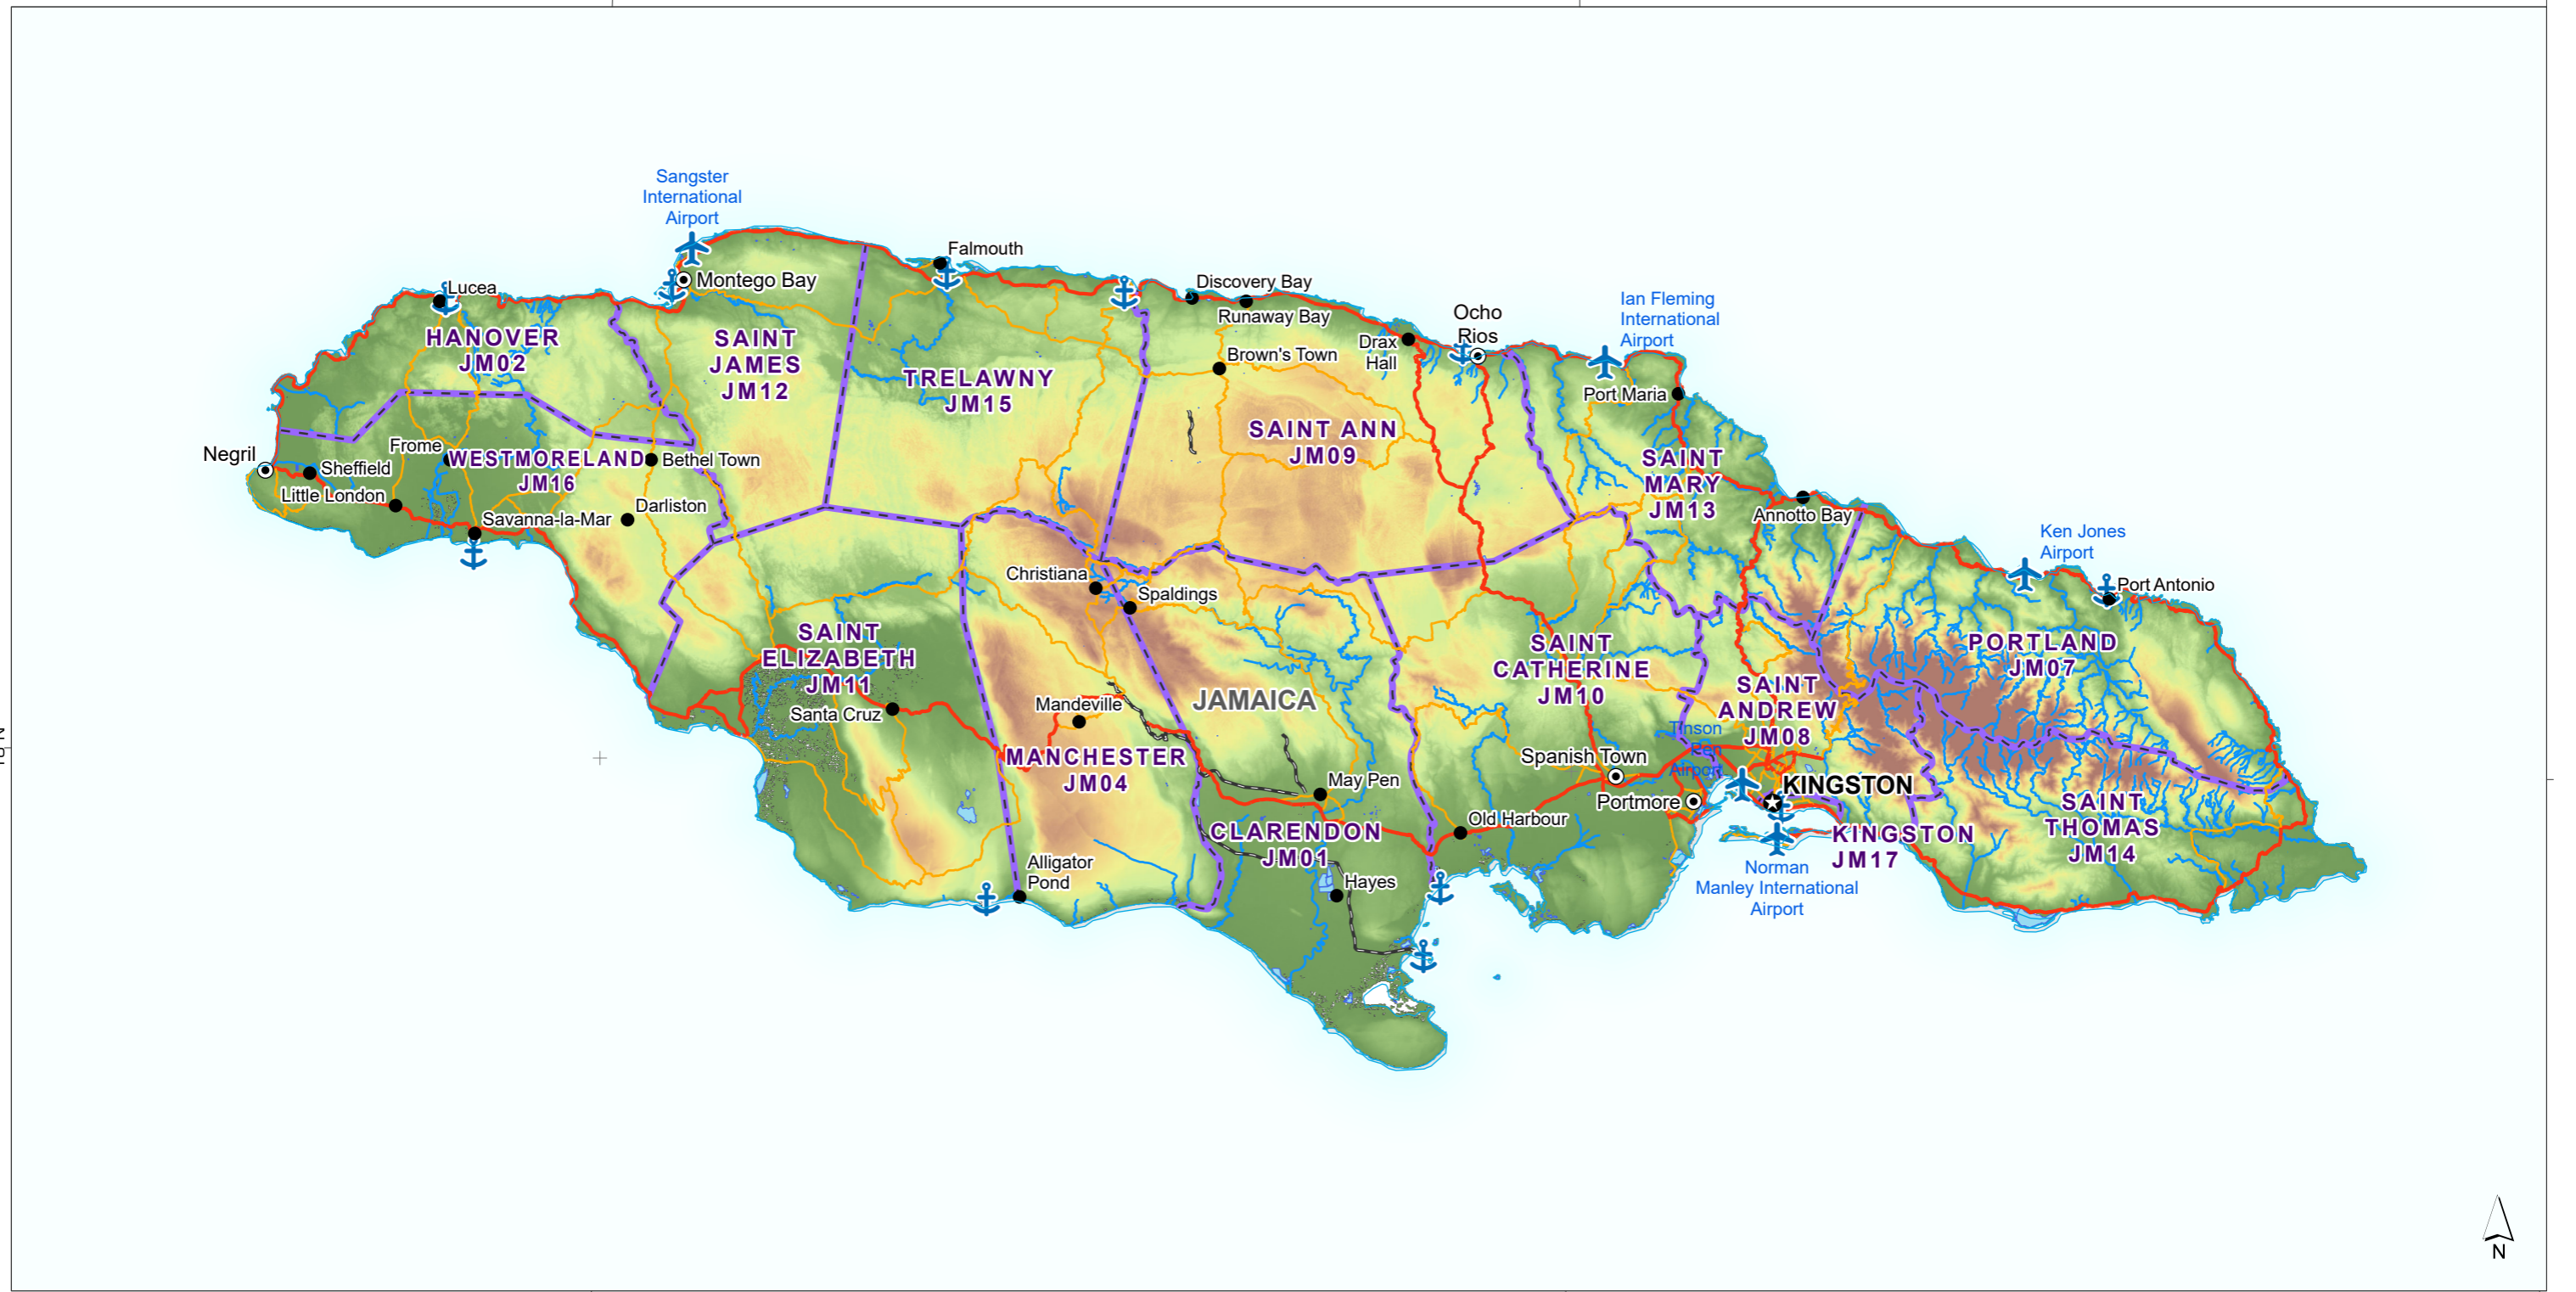 Sangster
International
Airport
Falmouth
Montego Bay
Lucea
HANOVER
JM02
SAINT
JAMES
JM12
TRELAWNY
JM15
Discovery Bay
Runaway Bay
Brown's Town
Drax
Hall
Ocho
Rios
Ian Fleming
International
Airport
Port Maria
SAINT ANN
JM09
SAINT
MARY
JM13
Annotto Bay
Negril
Sheffield
Little London
Frome
WESTMORELAND
JM16
Bethel Town
Darliston
Savanna-la-Mar
Ken Jones
Airport
Port Antonio
Christiana
Spaldings
SAINT
ELIZABETH
JM11
Santa Cruz
Mandeville
MANCHESTER
JM04
JAMAICA
SAINT
CATHERINE
JM10
SAINT
ANDREW
JM08
PORTLAND
JM07
Tinson
Pen
Airport
Spanish Town
Portmore
KINGSTON
KINGSTON
JM17
SAINT
THOMAS
JM14
May Pen
Old Harbour
CLARENDON
JM01
Hayes
Alligator
Pond
Norman
Manley International
Airport
N